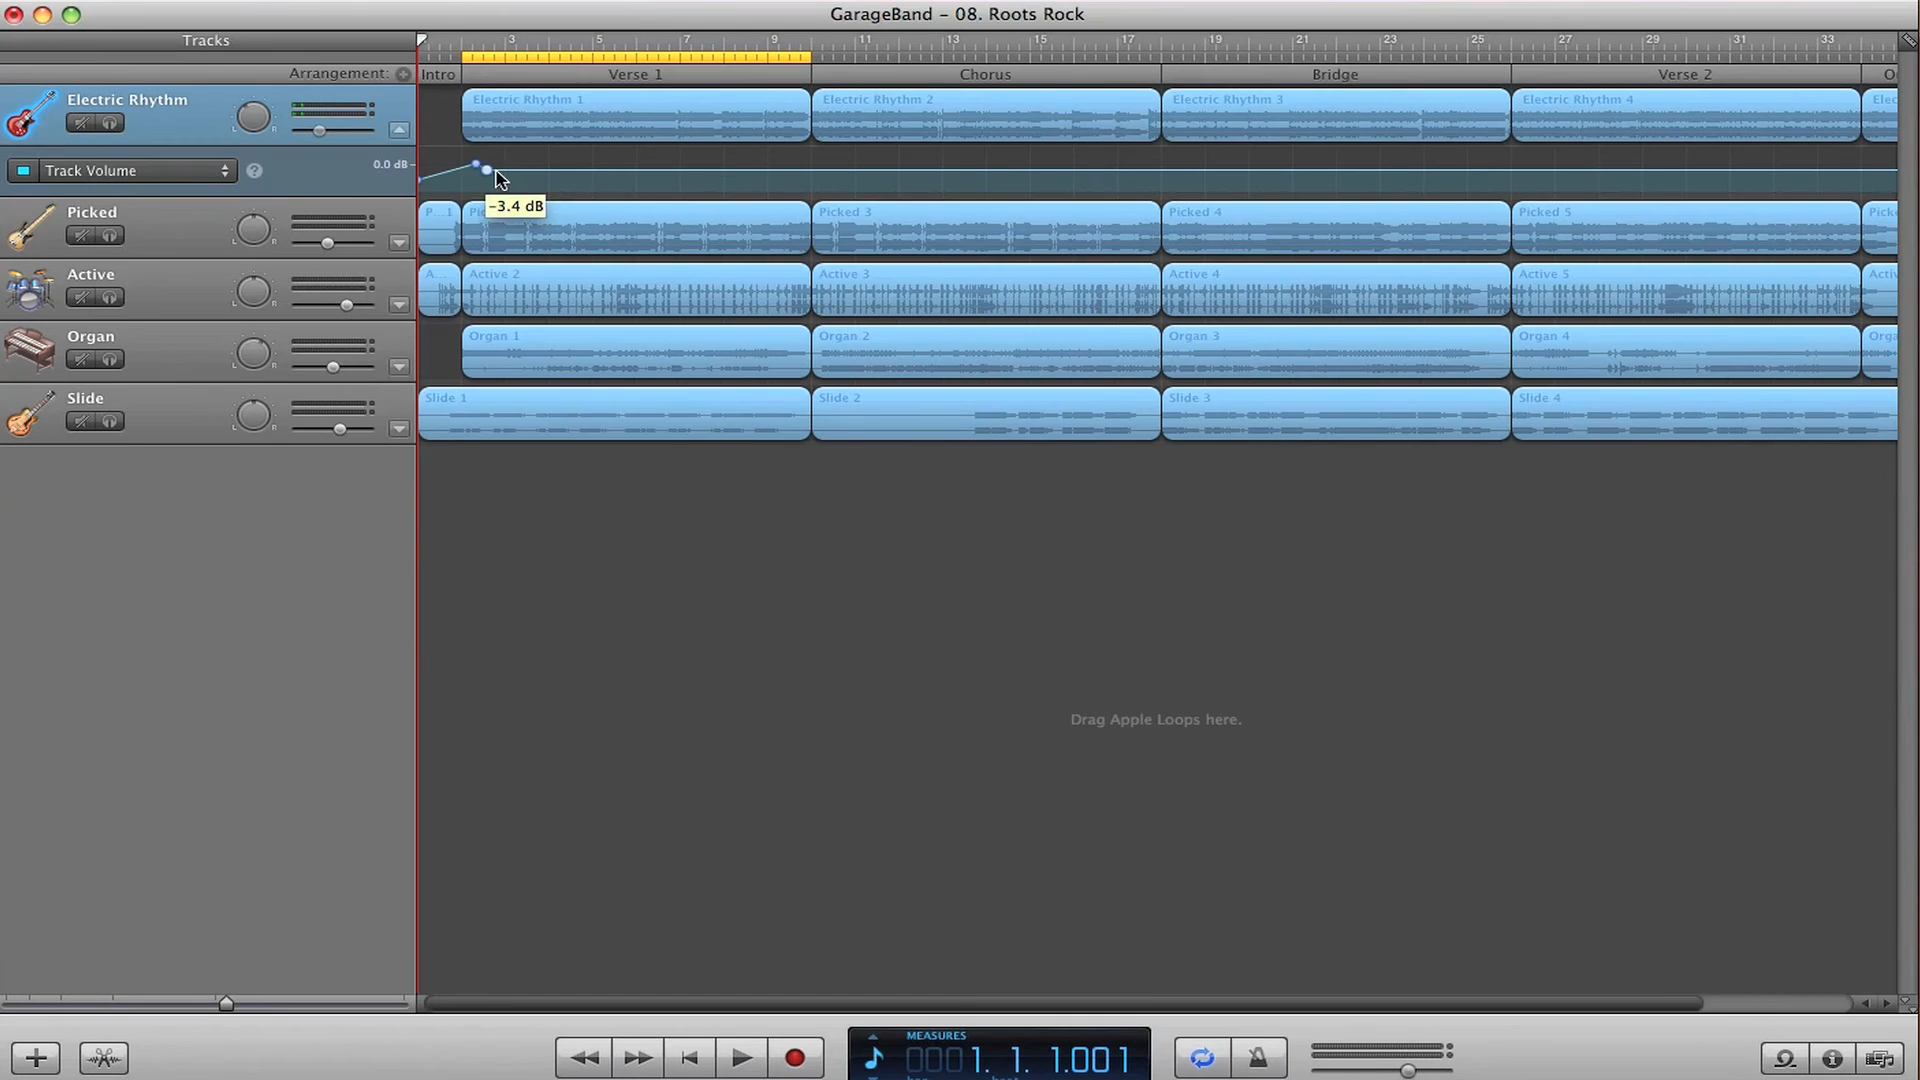 GarageBand – 08. Roots Rock
Tracks
3 5 7 9 11 13 15 17 19 21 23 25 27 29 31 33
Arrangement:
Intro Verse 1 Chorus Bridge Verse 2
Electric Rhythm
L R
Electric Rhythm 1 Electric Rhythm 2 Electric Rhythm 3 Electric Rhythm 4 Elec
Track Volume ? 0.0 dB
-3.4 dB
Picked
L R
P...1 Picked 3 Picked 4 Picked 5 Picke
Active
L R
A... Active 2 Active 3 Active 4 Active 5 Activ
Organ
L R
Organ 1 Organ 2 Organ 3 Organ 4 Orga
Slide
L R
Slide 1 Slide 2 Slide 3 Slide 4
Drag Apple Loops here.
MEASURES
0001. 1. 1.001